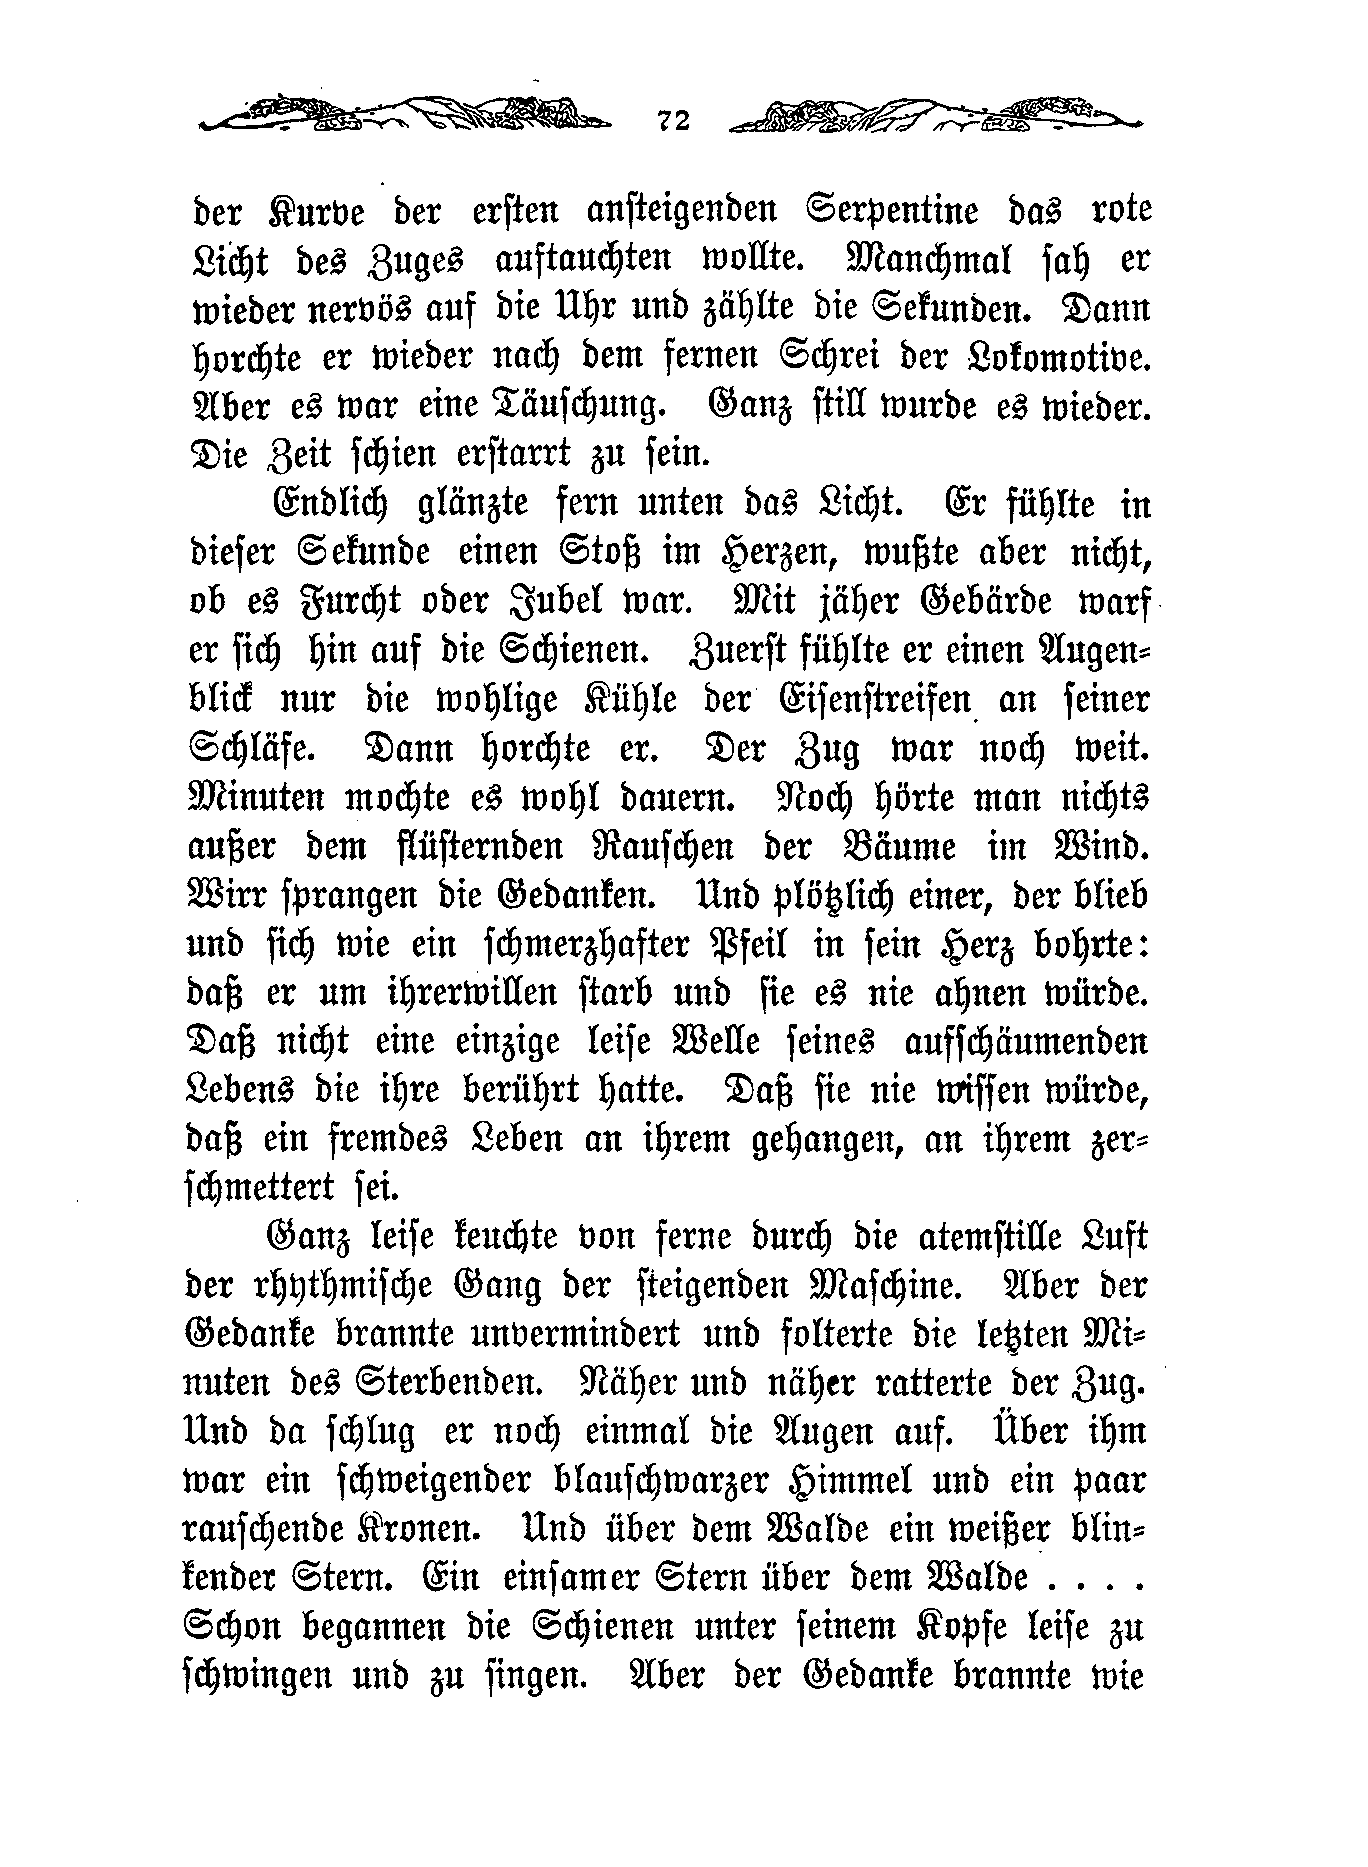 72
der Kurve der erſten anſteigenden Serpentine das rote
Licht des Zuges auftauchten wollte. Manchmal ſah er
wieder nervös auf die Uhr und zählte die Sekunden. Dann
horchte er wieder nach dem fernen Schrei der Lokomotive.
Aber es war eine Täuſchung. Ganz ſtill wurde es wieder.
Die Zeit ſchien erſtarrt zu ſein.
Endlich glänzte fern unten das Licht. Er fühlte in
dieſer Sekunde einen Stoß im Herzen, wußte aber nicht,
ob es Furcht oder Jubel war. Mit jäher Gebärde warf
er ſich hin auf die Schienen. Zuerſt fühlte er einen Augen⸗
blick nur die wohlige Kühle der Eiſenſtreifen an ſeiner
Schläfe. Dann horchte er. Der Zug war noch weit.
Minuten mochte es wohl dauern. Noch hörte man nichts
außer dem flüſternden Rauſchen der Bäume im Wind.
Wirr ſprangen die Gedanken. Und plötzlich einer, der blieb
und ſich wie ein ſchmerzhafter Pfeil in ſein Herz bohrte:
daß er um ihrerwillen ſtarb und ſie es nie ahnen würde.
Daß nicht eine einzige leiſe Welle ſeines aufſchäumenden
Lebens die ihre berührt hatte. Daß ſie nie wiſſen würde,
daß ein fremdes Leben an ihrem gehangen, an ihrem zer⸗
ſchmettert ſei.
Ganz leiſe keuchte von ferne durch die atemſtille Luft
der rhythmiſche Gang der ſteigenden Maſchine. Aber der
Gedanke brannte unvermindert und folterte die letzten Mi⸗
nuten des Sterbenden. Näher und näher ratterte der Zug.
Und da ſchlug er noch einmal die Augen auf. Über ihm
war ein ſchweigender blauſchwarzer Himmel und ein paar
rauſchende Kronen. Und über dem Walde ein weißer blin⸗
kender Stern. Ein einſamer Stern über dem Walde . . . .
Schon begannen die Schienen unter ſeinem Kopfe leiſe zu
ſchwingen und zu ſingen. Aber der Gedanke brannte wie